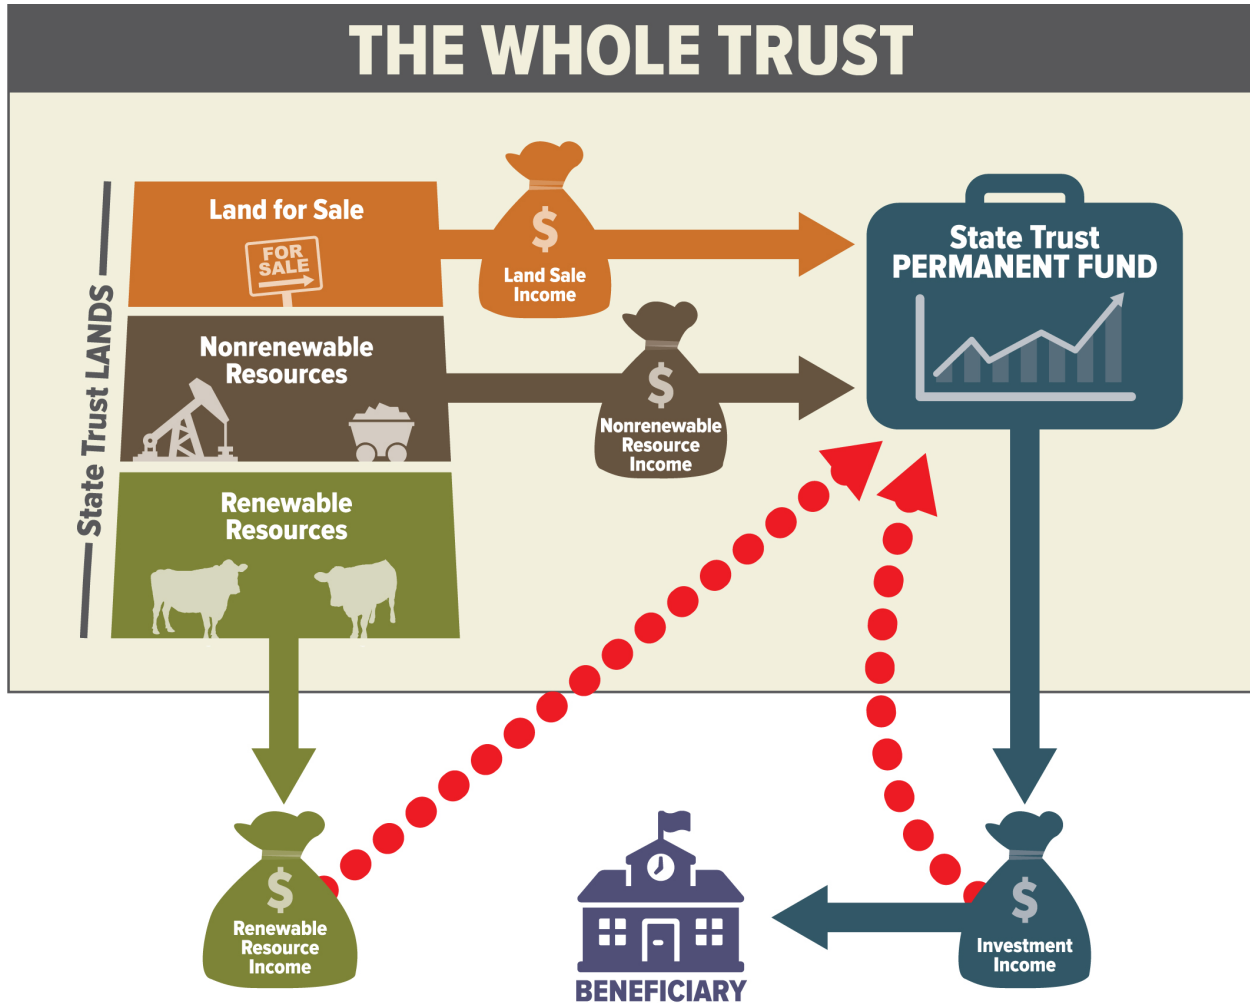 THE WHOLE TRUST
State Trust LANDS
Land for Sale
FOR
SALE
$
Land Sale
Income
State Trust
PERMANENT FUND
Nonrenewable
Resources
$
Nonrenewable
Resource
Income
Renewable
Resources
$
Renewable
Resource
Income
BENEFICIARY
$
Investment
Income